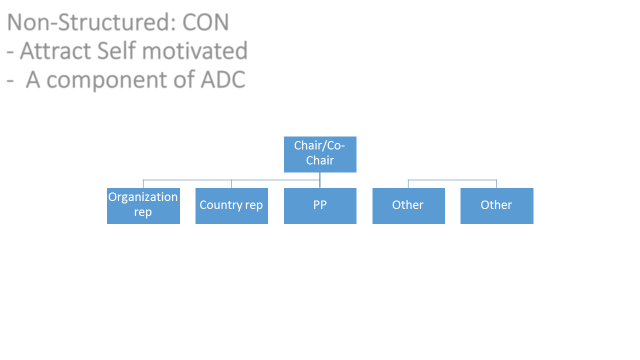 Non-Structured: CON
- Attract Self motivated
- A component of ADC
Chair/Co-
Chair
Organization
rep
Country rep
PP
Other
Other